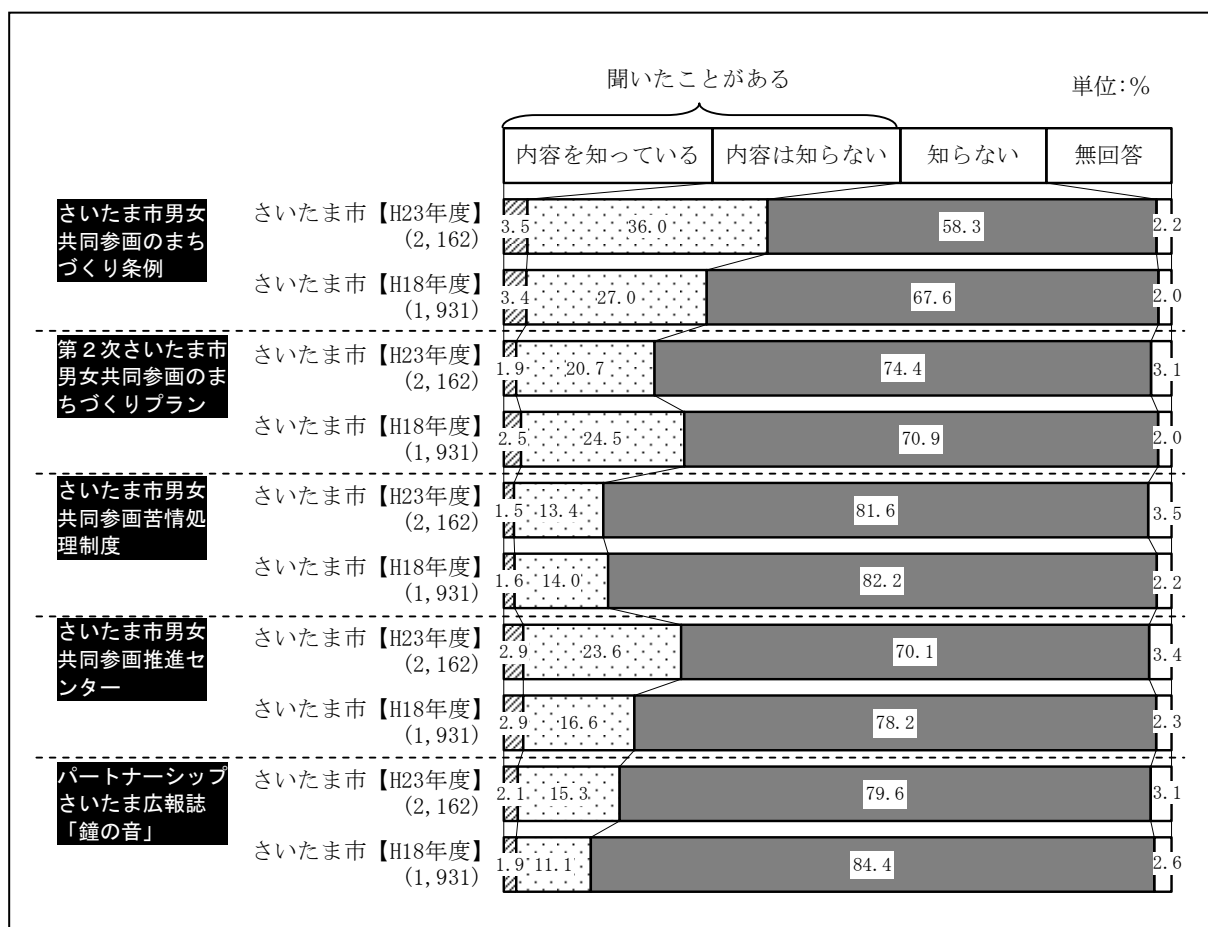 聞いたことがある
単位:％
内容を知っている 内容は知らない 知らない 無回答
さいたま市男女
共同参画のまち
づくり条例
さいたま市【H23年度】
(2,162)
3.5 36.0 58.3 2.2
さいたま市【H18年度】
(1,931)
3.4 27.0 67.6 2.0
第２次さいたま市
男女共同参画のま
ちづくりプラン
さいたま市【H23年度】
(2,162)
1.9 20.7 74.4 3.1
さいたま市【H18年度】
(1,931)
2.5 24.5 70.9 2.0
さいたま市男女
共同参画苦情処
理制度
さいたま市【H23年度】
(2,162)
1.5 13.4 81.6 3.5
さいたま市【H18年度】
(1,931)
1.6 14.0 82.2 2.2
さいたま市男女
共同参画推進セ
ンター
さいたま市【H23年度】
(2,162)
2.9 23.6 70.1 3.4
さいたま市【H18年度】
(1,931)
2.9 16.6 78.2 2.3
パートナーシップ
さいたま広報誌
「鐘の音」
さいたま市【H23年度】
(2,162)
2.1 15.3 79.6 3.1
さいたま市【H18年度】
(1,931)
1.9 11.1 84.4 2.6